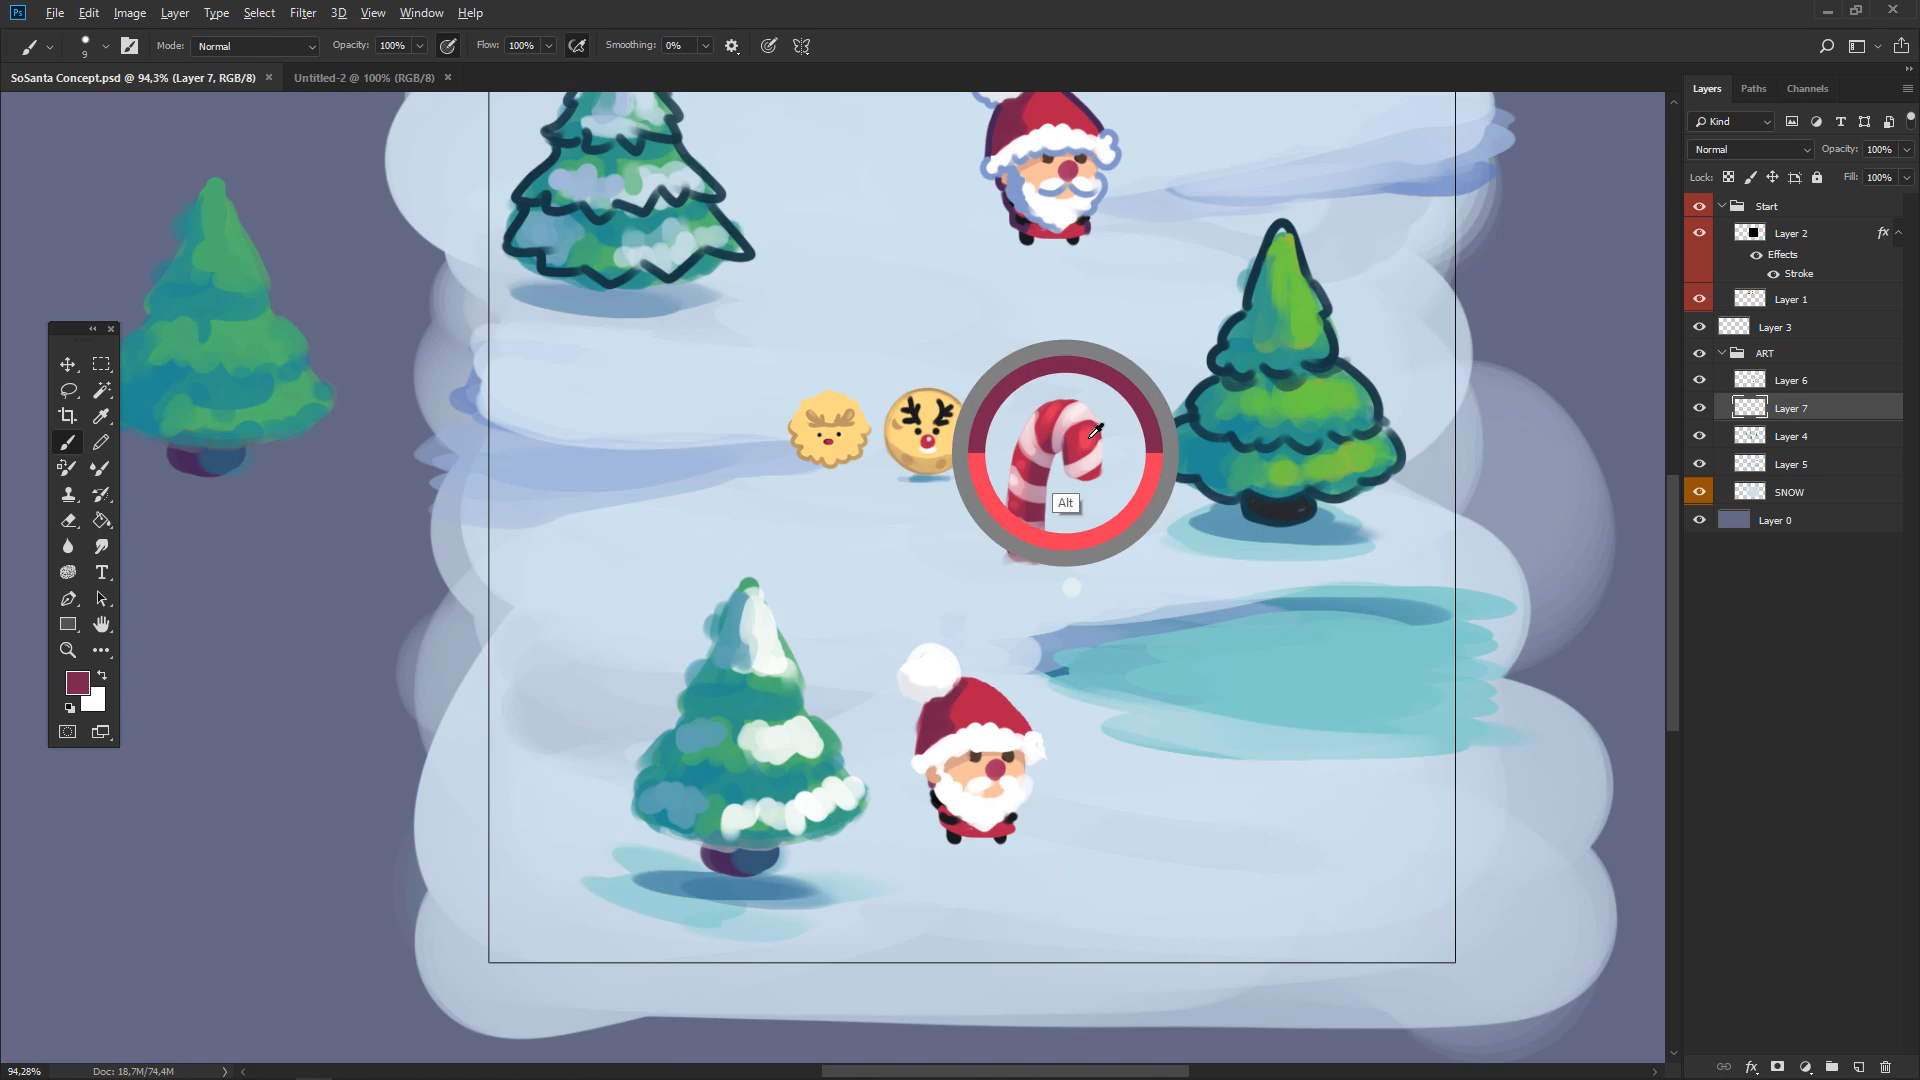 Ps File Edit Image Layer Type Select Filter 3D View Window Help
9 Mode: Normal Opacity: 100% Flow: 100% Smoothing: 0%
SoSanta Concept.psd @ 94,3% (Layer 7, RGB/8) × Untitled-2 @ 100% (RGB/8) ×
Layers Paths Channels
Kind
Normal Opacity: 100%
Lock: Fill: 100%
Start
Layer 2 fx
Effects
Stroke
Layer 1
Layer 3
ART
Layer 6
Layer 7
Layer 4
Layer 5
SNOW
Layer 0
Alt
94,28% Doc: 18,7M/74,4M